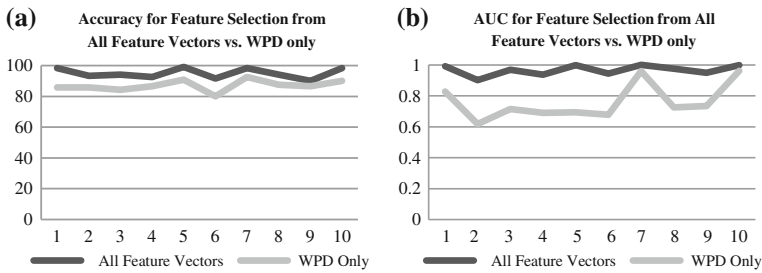 (a)
Accuracy for Feature Selection from
All Feature Vectors vs. WPD only
100
80
60
40
20
0
1 2 3 4 5 6 7 8 9 10
All Feature Vectors WPD Only
(b)
AUC for Feature Selection from All
Feature Vectors vs. WPD only
1
0.8
0.6
0.4
0.2
0
1 2 3 4 5 6 7 8 9 10
All Feature Vectors WPD Only